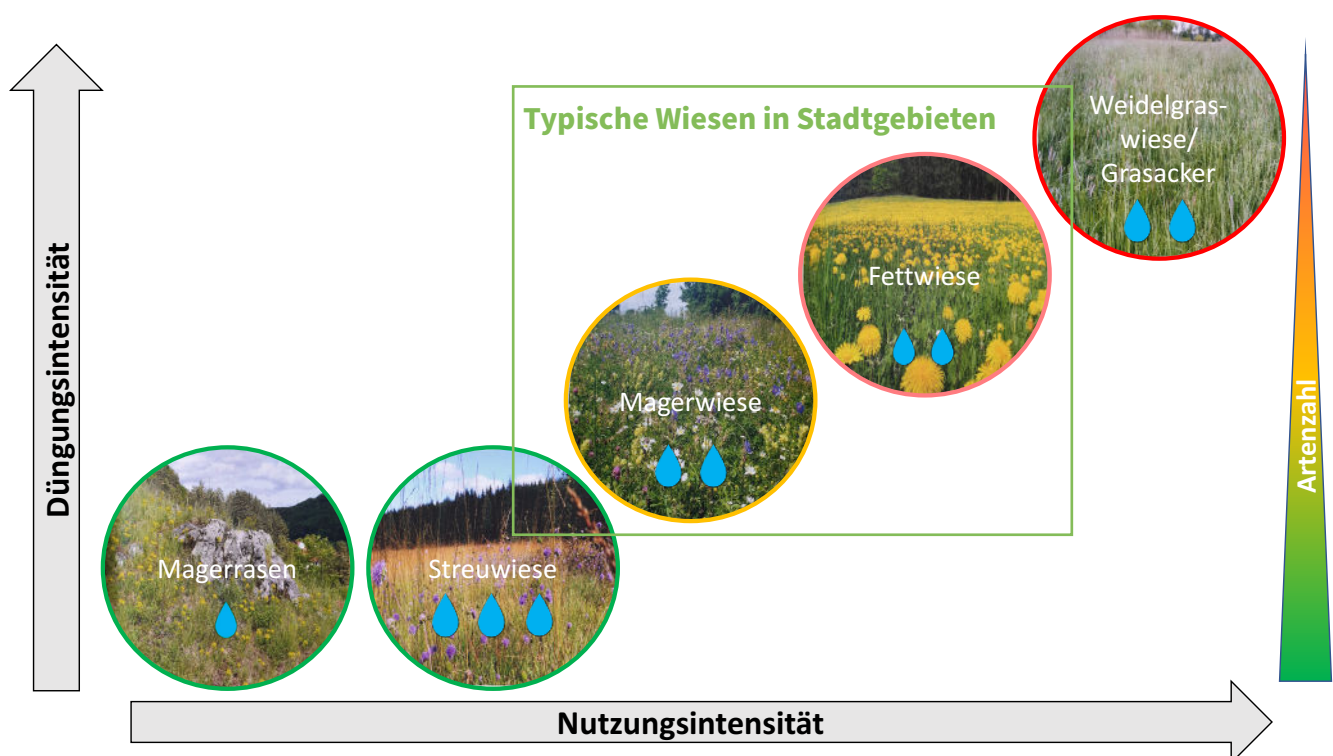 Typische Wiesen in Stadtgebieten
Weidelgras-
wiese/
Grasacker
Fettwiese
Magerwiese
Magerrasen
Streuwiese
Düngungsintensität
Nutzungsintensität
Artenzahl